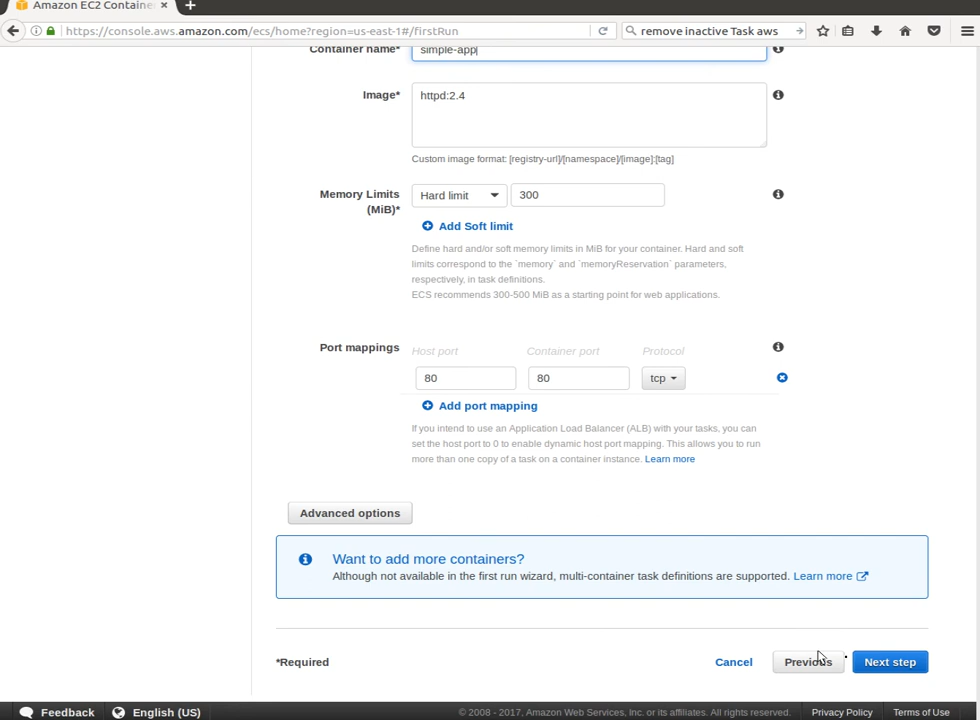 Amazon EC2 Containe
https://console.aws.amazon.com/ecs/home?region=us-east-1#/firstRun
remove inactive Task aws
Container name*
simple-app
Image*
httpd:2.4
Custom image format: [registry-url]/[namespace]/[image]:[tag]
Memory Limits
(MiB)*
Hard limit
300
Add Soft limit
Define hard and/or soft memory limits in MiB for your container. Hard and soft
limits correspond to the `memory` and `memoryReservation` parameters,
respectively, in task definitions.
ECS recommends 300-500 MiB as a starting point for web applications.
Port mappings
Host port
Container port
Protocol
80
80
tcp
Add port mapping
If you intend to use an Application Load Balancer (ALB) with your tasks, you can
set the host port to 0 to enable dynamic host port mapping. This allows you to run
more than one copy of a task on a container instance. Learn more
Advanced options
Want to add more containers?
Although not available in the first run wizard, multi-container task definitions are supported. Learn more
*Required
Cancel
Previous
Next step
Feedback
English (US)
© 2008 - 2017, Amazon Web Services, Inc. or its affiliates. All rights reserved.
Privacy Policy
Terms of Use